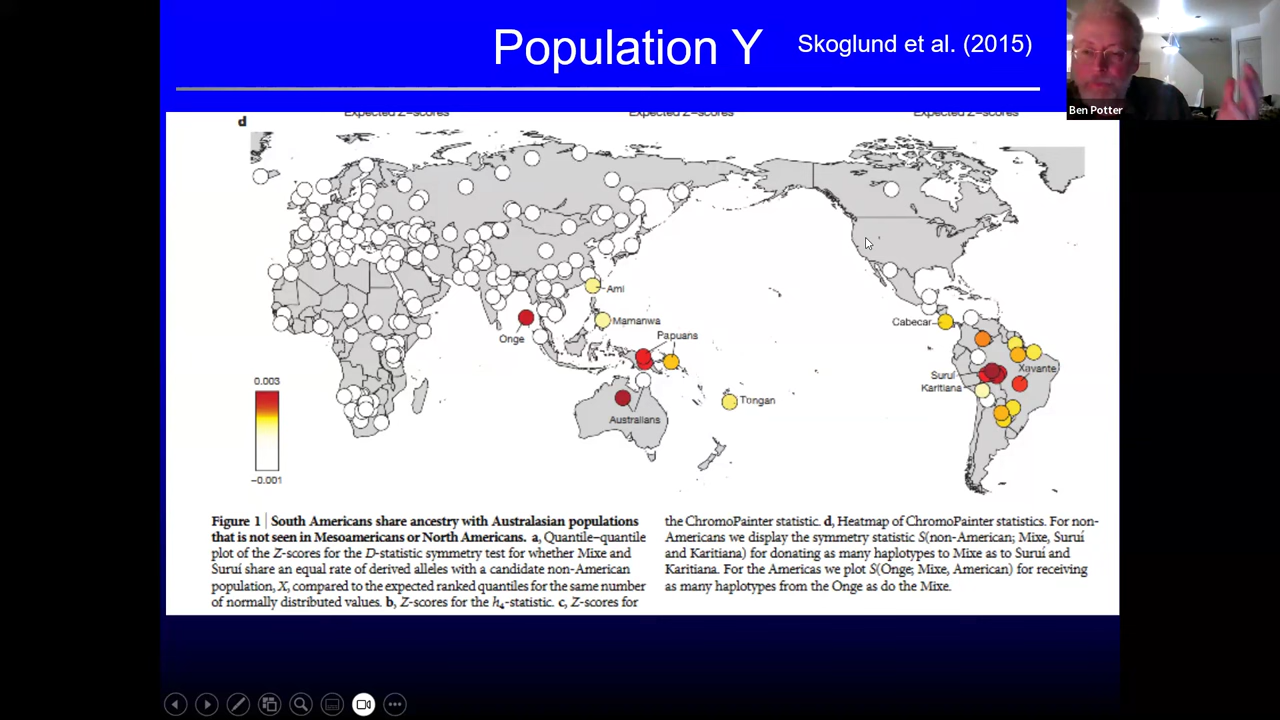 Population Y
Skoglund et al. (2015)
Ben Potter
d
Expected Z-scores
Expected Z-scores
Expected Z-scores
Ami
Mamanwa
Onge
Papuans
Cabecar
Suruí
Karitiana
Xavante
Tongan
Australians
0.003
−0.001
Figure 1 | South Americans share ancestry with Australasian populations
that is not seen in Mesoamericans or North Americans. a, Quantile–quantile
plot of the Z-scores for the D-statistic symmetry test for whether Mixe and
Suruí share an equal rate of derived alleles with a candidate non-American
population, X, compared to the expected ranked quantiles for the same number
of normally distributed values. b, Z-scores for the h4-statistic. c, Z-scores for
the ChromoPainter statistic. d, Heatmap of ChromoPainter statistics. For non-
Americans we display the symmetry statistic S(non-American; Mixe, Suruí
and Karitiana) for donating as many haplotypes to Mixe as to Suruí and
Karitiana. For the Americas we plot S(Onge; Mixe, American) for receiving
as many haplotypes from the Onge as do the Mixe.